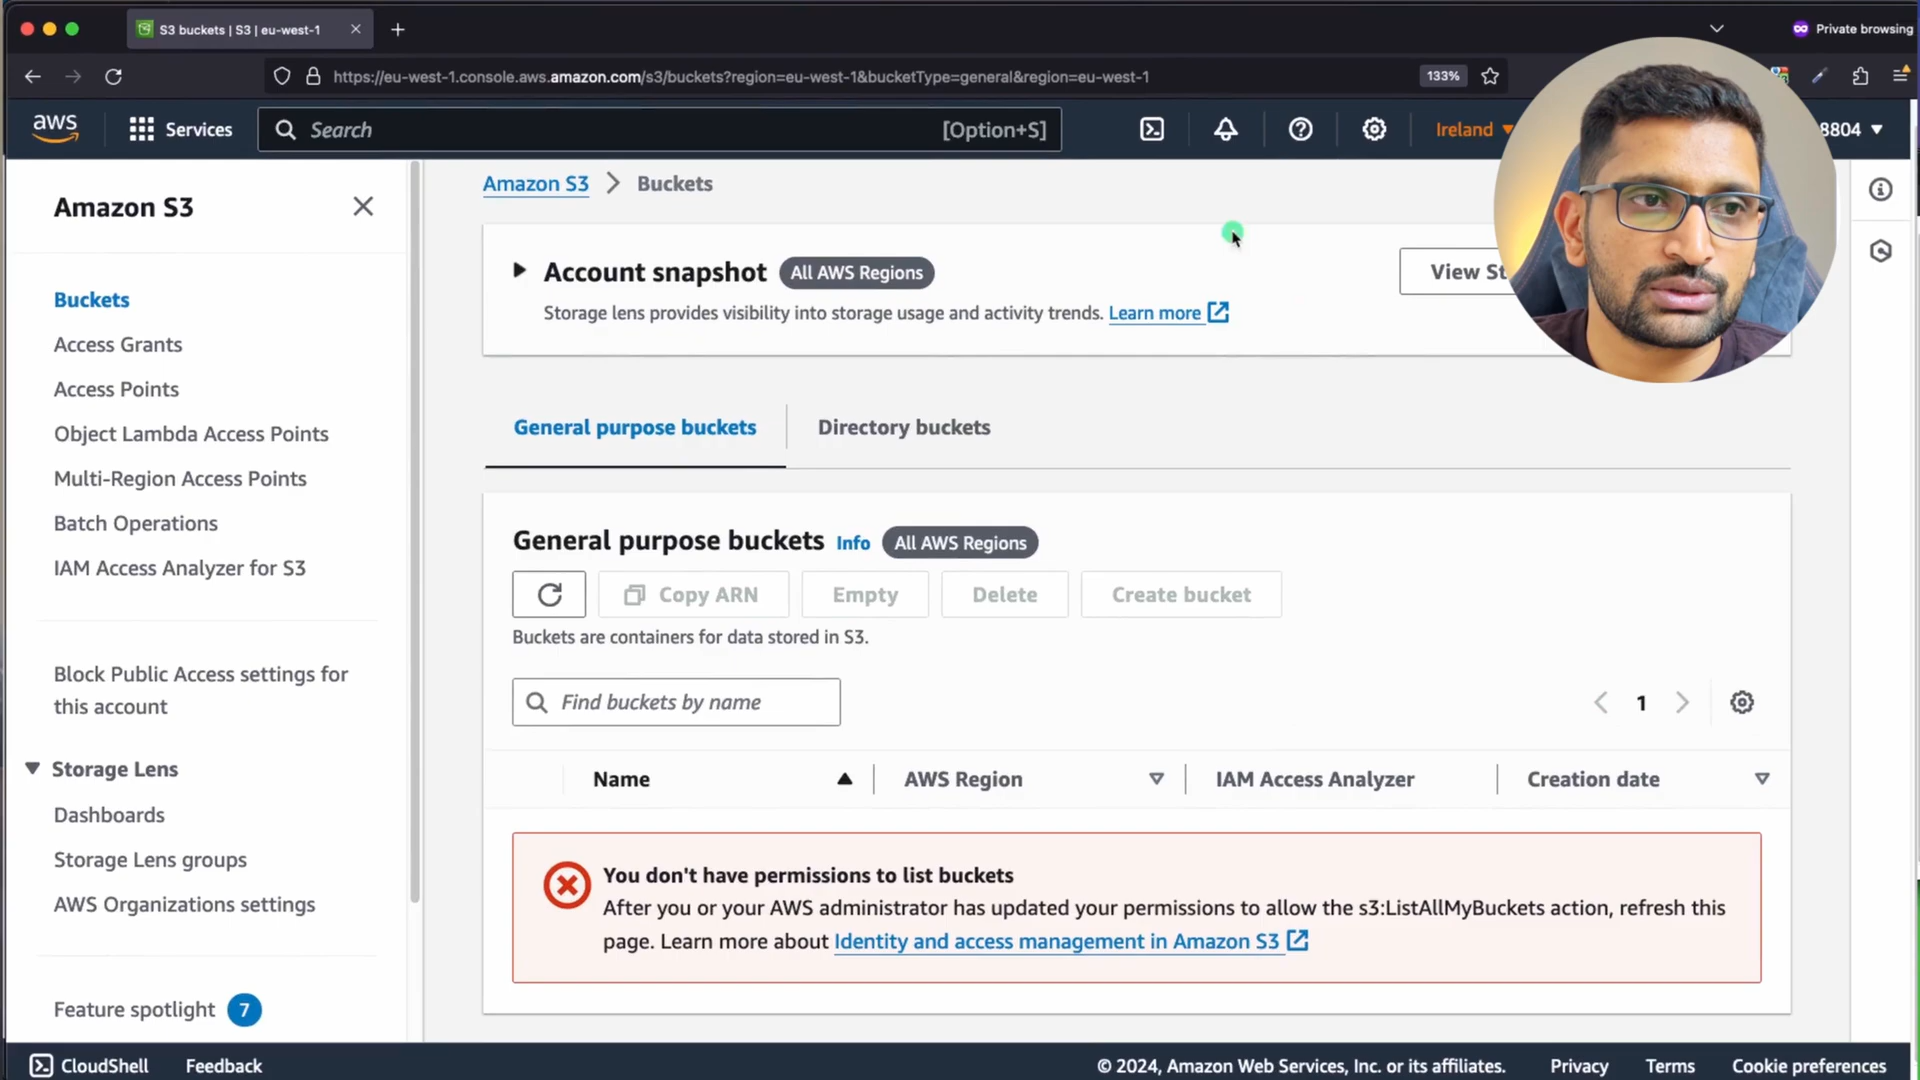 S3 buckets | S3 | eu-west-1
Private browsing
https://eu-west-1.console.aws.amazon.com/s3/buckets?region=eu-west-1&bucketType=general&region=eu-west-1
133%
aws
Services
Search
[Option+S]
Ireland
8804
Amazon S3
Buckets
Access Grants
Access Points
Object Lambda Access Points
Multi-Region Access Points
Batch Operations
IAM Access Analyzer for S3
Block Public Access settings for
this account
Storage Lens
Dashboards
Storage Lens groups
AWS Organizations settings
Feature spotlight 7
Amazon S3 > Buckets
Account snapshot All AWS Regions
View St
Storage lens provides visibility into storage usage and activity trends. Learn more
General purpose buckets
Directory buckets
General purpose buckets Info All AWS Regions
Copy ARN
Empty
Delete
Create bucket
Buckets are containers for data stored in S3.
Find buckets by name
1
Name
AWS Region
IAM Access Analyzer
Creation date
You don't have permissions to list buckets
After you or your AWS administrator has updated your permissions to allow the s3:ListAllMyBuckets action, refresh this
page. Learn more about Identity and access management in Amazon S3
CloudShell
Feedback
© 2024, Amazon Web Services, Inc. or its affiliates.
Privacy
Terms
Cookie preferences